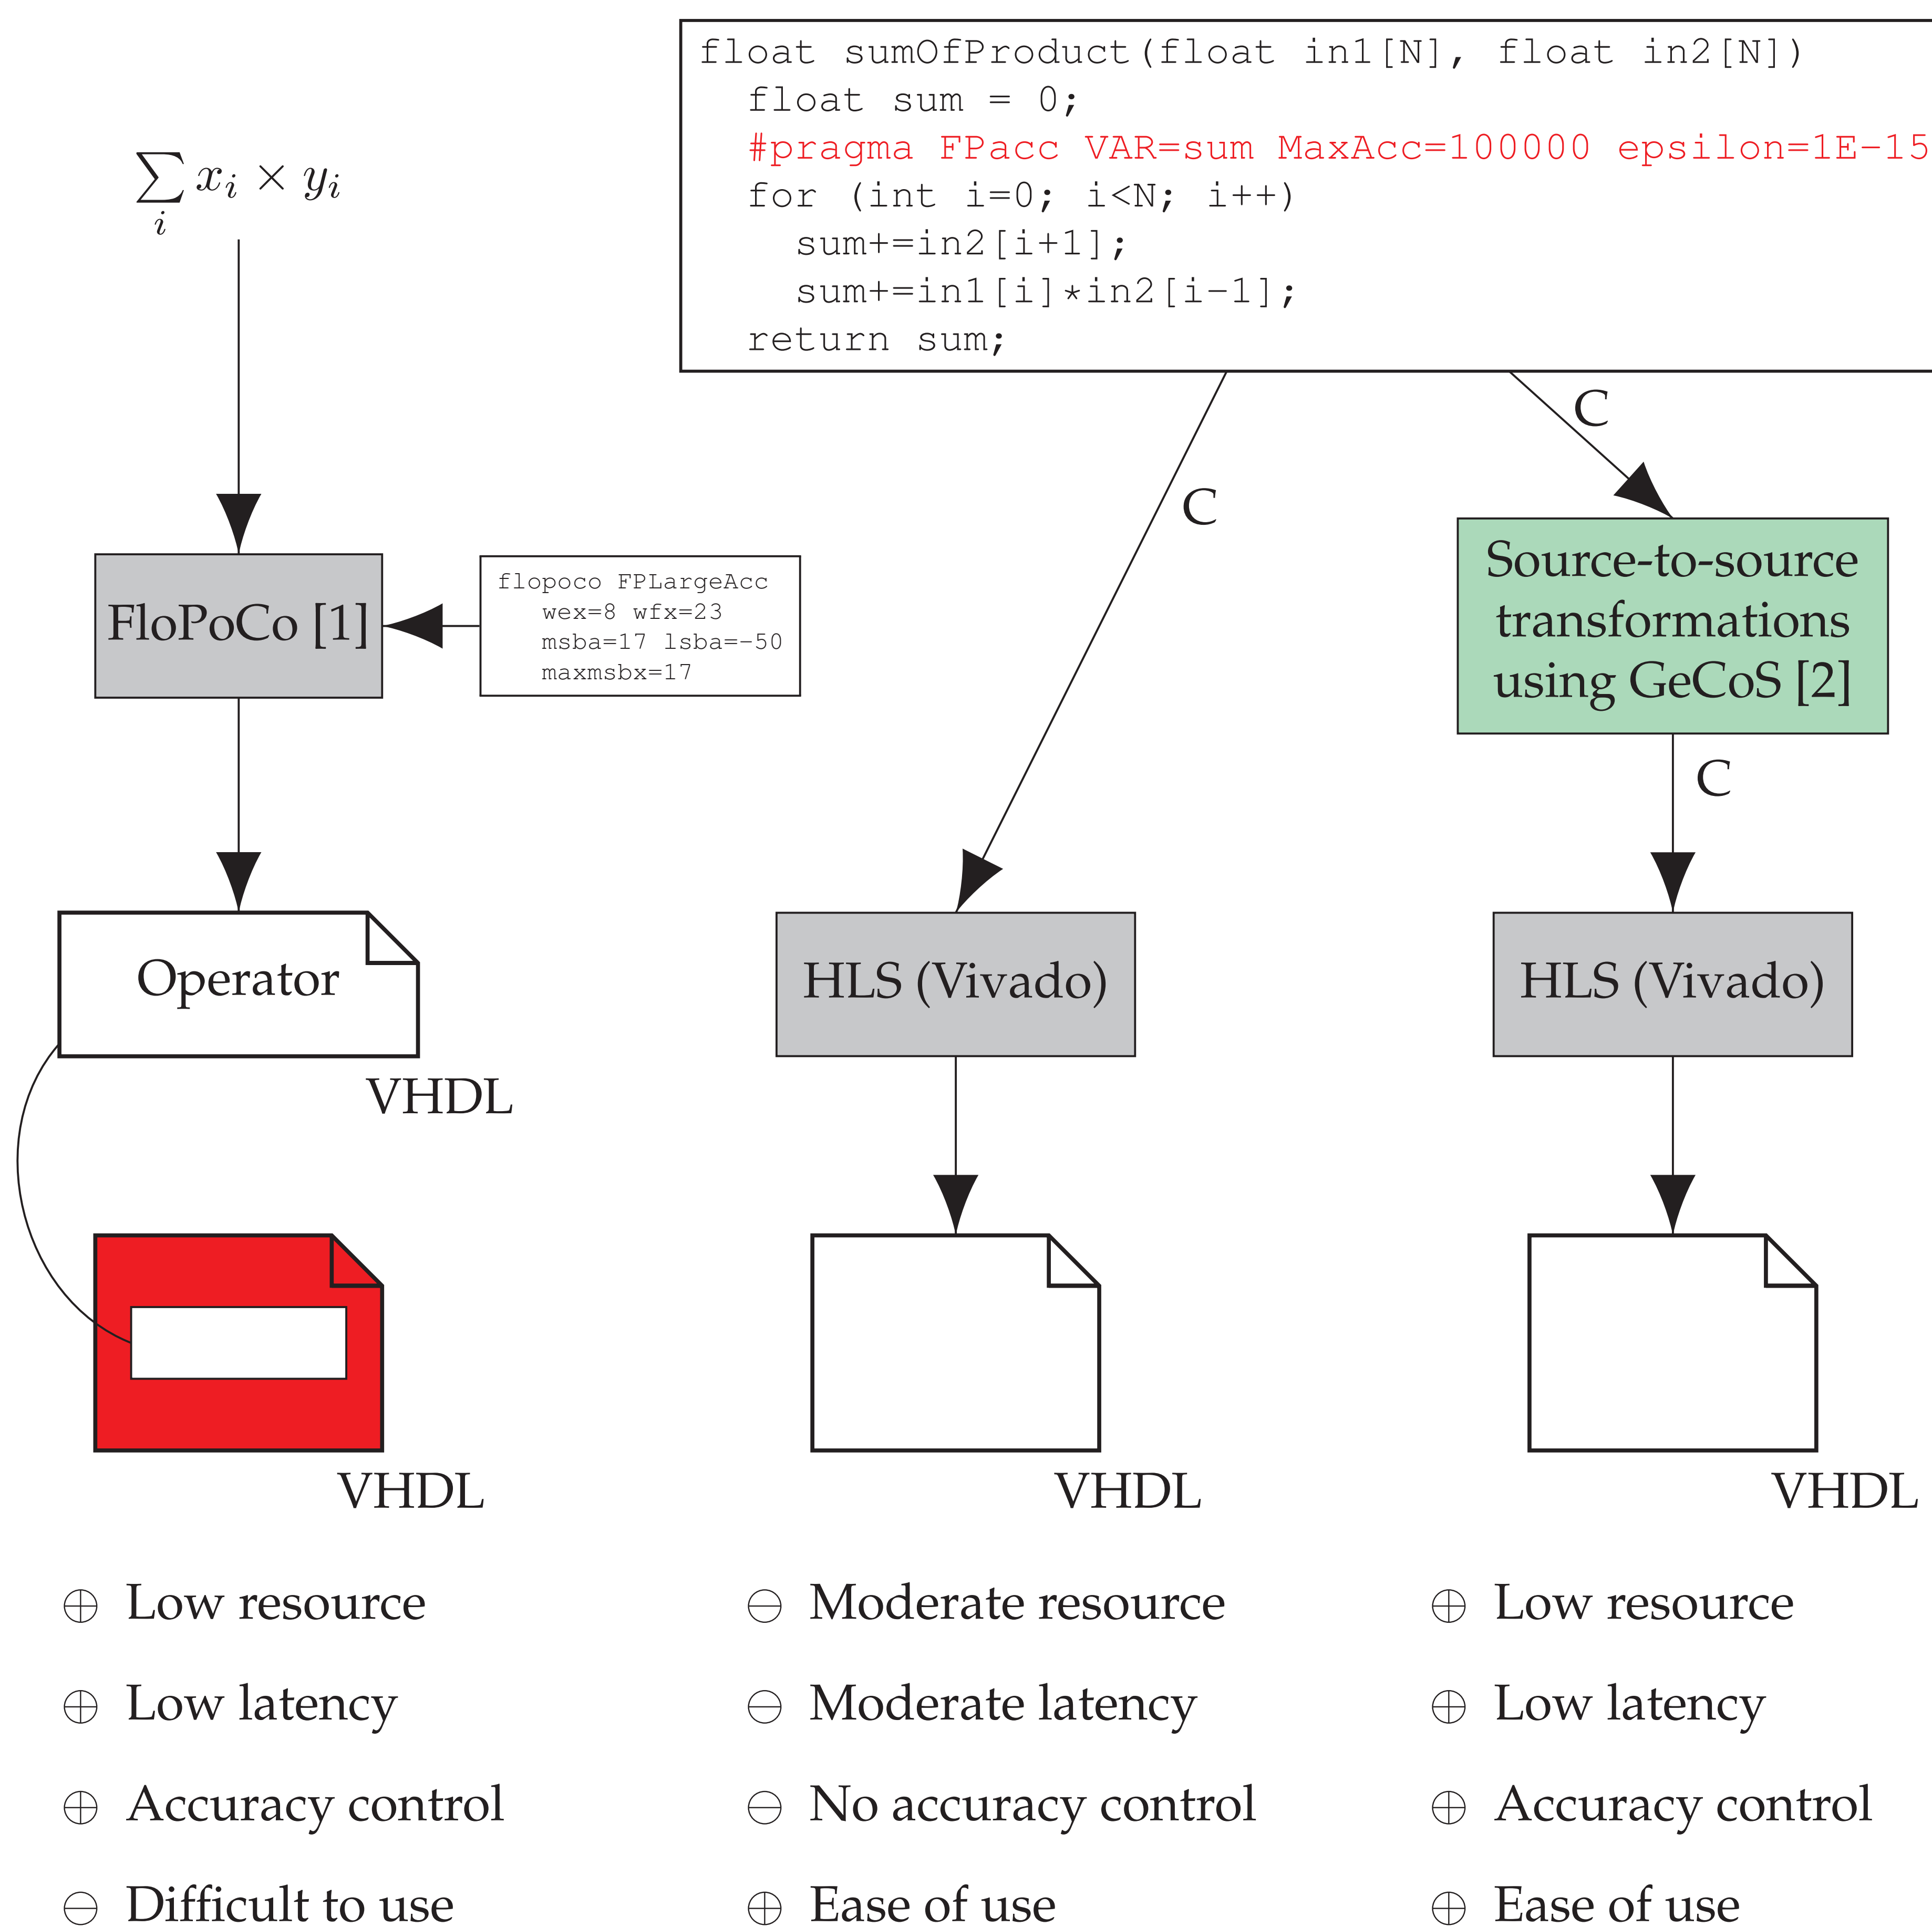 float sumOfProduct(float in1[N], float in2[N])
float sum = 0;
#pragma FPacc VAR=sum MaxAcc=100000 epsilon=1E-15
for (int i=0; i<N; i++)
sum+=in2[i+1];
sum+=in1[i]*in2[i-1];
return sum;
∑ x_i × y_i
i
C
C
flopoco FPLargeAcc
wex=8 wfx=23
msba=17 lsba=-50
maxmsbx=17
FloPoCo [1]
Source-to-source
transformations
using GeCoS [2]
C
Operator
HLS (Vivado)
HLS (Vivado)
VHDL
VHDL
VHDL
VHDL
⊕ Low resource
⊕ Low latency
⊕ Accuracy control
⊖ Difficult to use
⊖ Moderate resource
⊖ Moderate latency
⊖ No accuracy control
⊕ Ease of use
⊕ Low resource
⊕ Low latency
⊕ Accuracy control
⊕ Ease of use